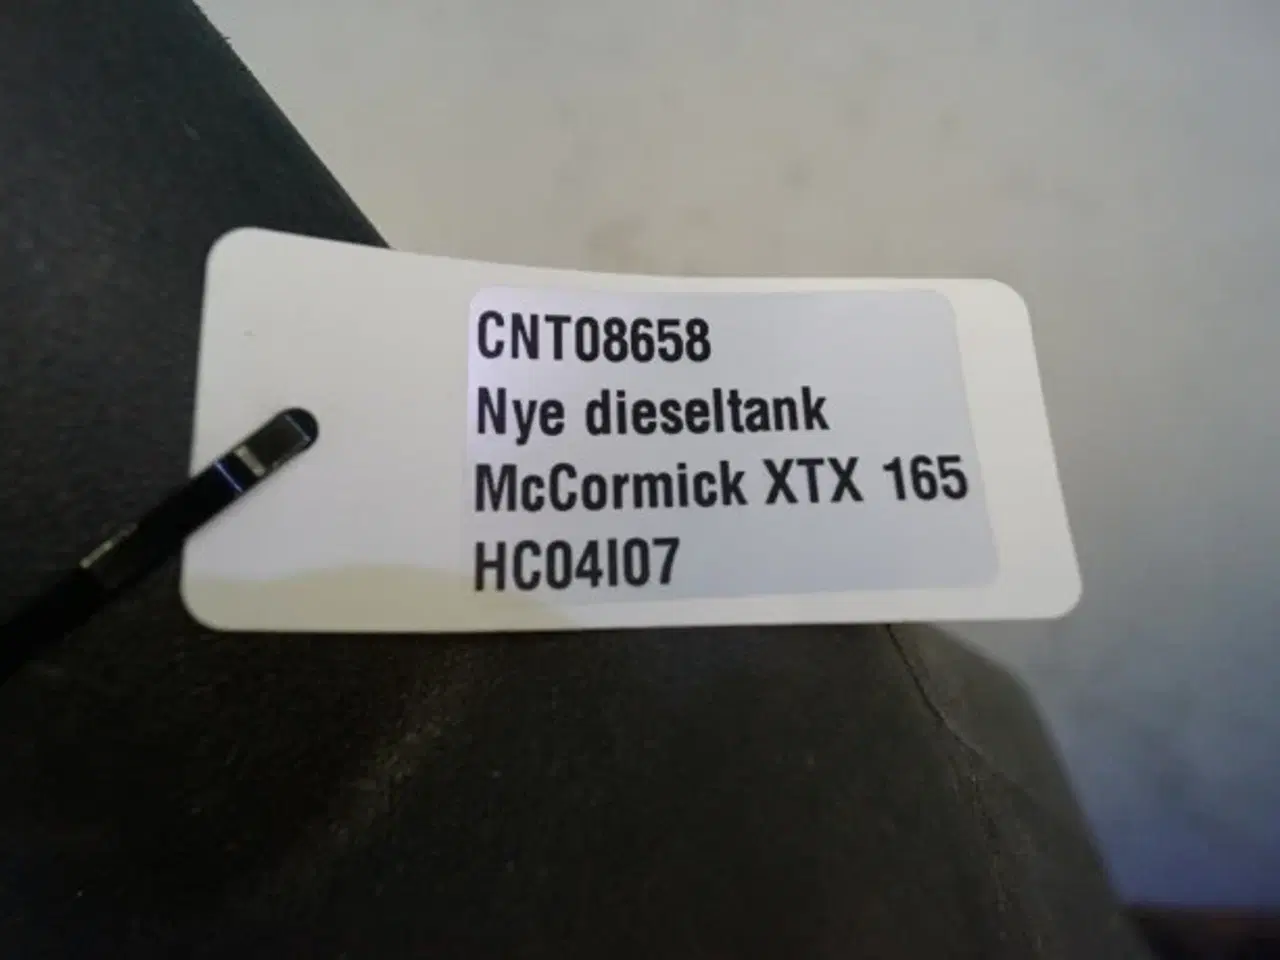 CNT08658
Nye dieseltank
McCormick XTX 165
HC04I07